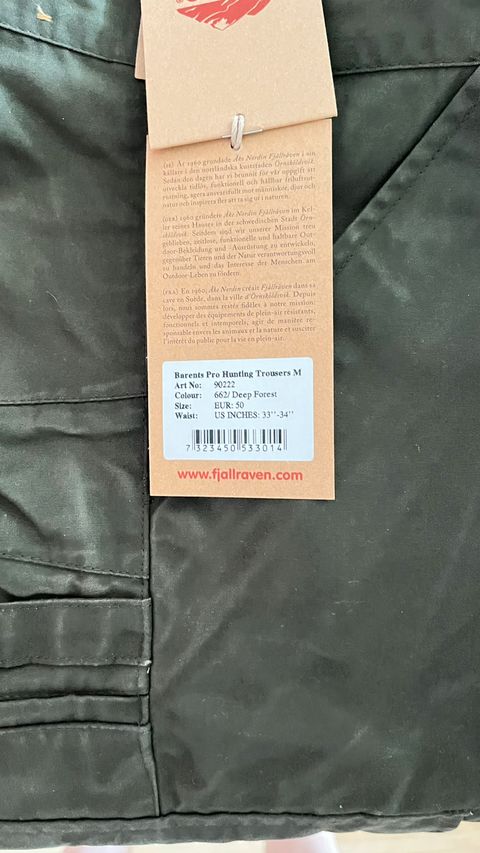 (SE) År 1960 grundade Åke Nordin Fjällräven i sin
källare i den norrländska kuststaden Örnsköldsvik.
Sedan den dagen har vi brunnit för vår uppgift att
utveckla tidlös, funktionell och hållbar friluftsut-
rustning, agera ansvarsfullt mot människor, djur och
natur och inspirera fler att ta sig ut i naturen.
(GER) 1960 gründete Åke Nordin Fjällräven im Kel-
ler seines Hauses in der schwedischen Stadt Örn-
sköldsvik. Seitdem sind wir unserer Mission treu
geblieben, zeitlose, funktionelle und haltbare Out-
door-Bekleidung und -Ausrüstung zu entwickeln,
gegenüber Tieren und der Natur verantwortungsvoll
zu handeln und das Interesse der Menschen am
Outdoor-Leben zu fördern.
(FRA) En 1960, Åke Nordin créait Fjällräven dans sa
cave en Suède, dans la ville d'Örnsköldsvik. Depuis
lors, nous sommes restés fidèles à notre mission:
développer des équipements de plein-air résistants,
fonctionnels et intemporels, agir de manière re-
sponsable envers les animaux et la nature et susciter
l'intérêt du public pour la vie en plein-air.
Barents Pro Hunting Trousers M
Art No: 90222
Colour: 662/ Deep Forest
Size: EUR: 50
Waist: US INCHES: 33''-34''
7 323450 533014
www.fjallraven.com